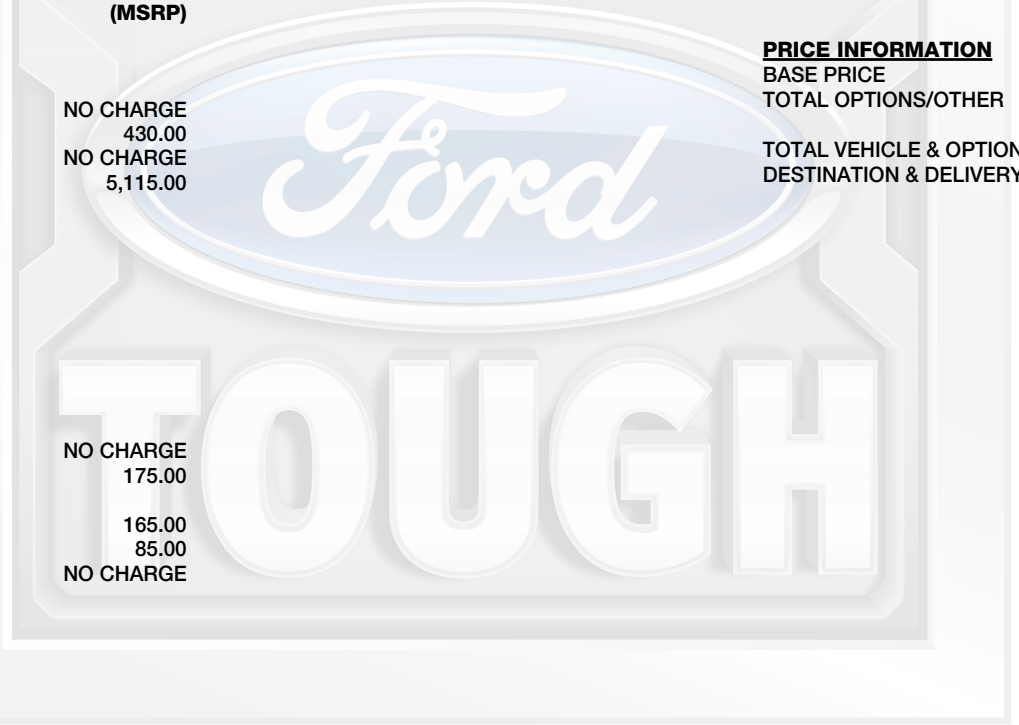 (MSRP)
NO CHARGE
430.00
NO CHARGE
5,115.00
NO CHARGE
175.00
165.00
85.00
NO CHARGE
PRICE INFORMATION
BASE PRICE
TOTAL OPTIONS/OTHER
TOTAL VEHICLE & OPTION
DESTINATION & DELIVERY
Ford
TOUGH